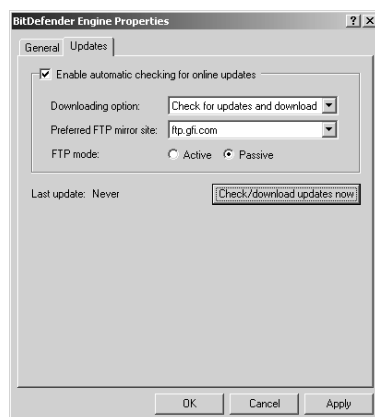 BitDefender Engine Properties
General Updates
Enable automatic checking for online updates
Downloading option: Check for updates and download
Preferred FTP mirror site: ftp.gfi.com
FTP mode: Active Passive
Last update: Never Check/download updates now
OK Cancel Apply